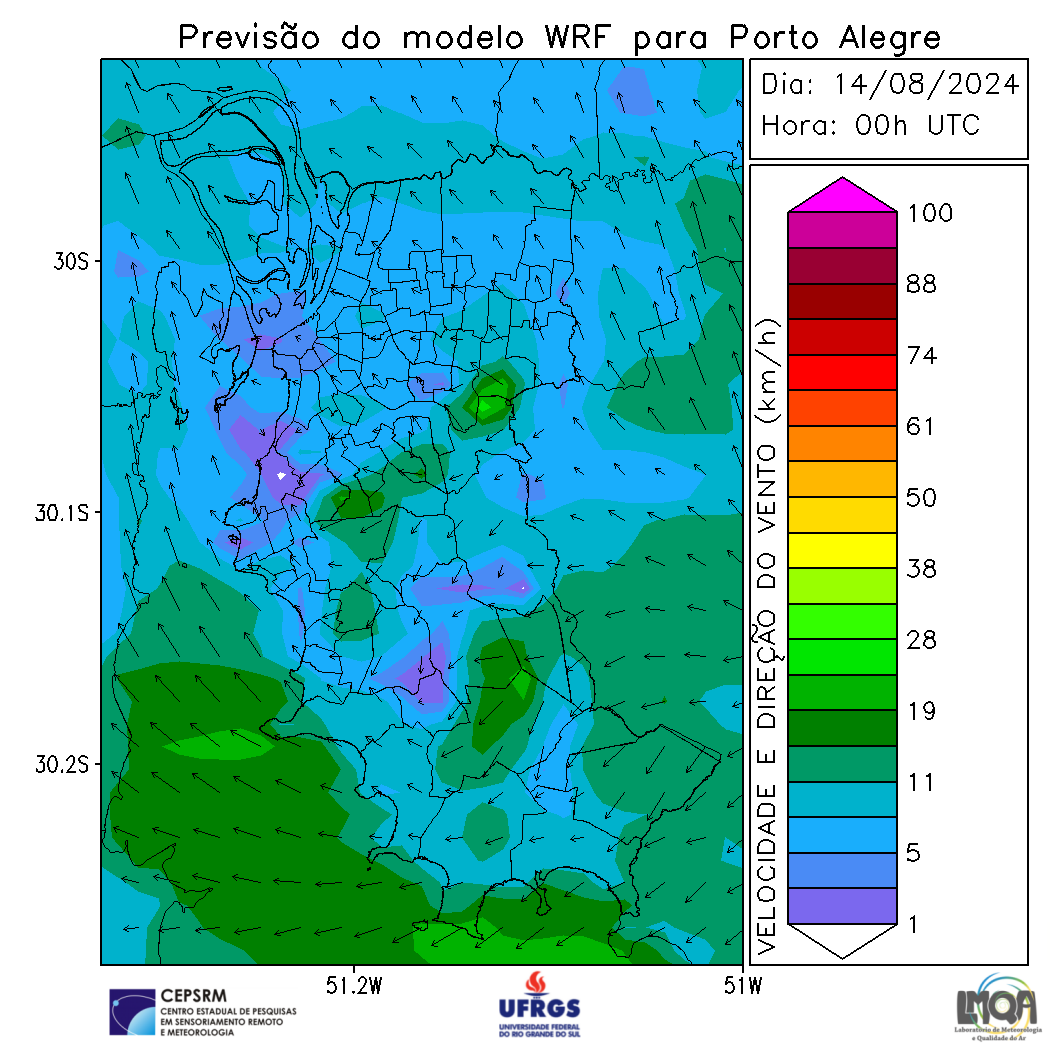 Previsão do modelo WRF para Porto Alegre
Dia: 14/08/2024
Hora: 00h UTC
30S
30.1S
30.2S
51.2W
51W
VELOCIDADE E DIREÇÃO DO VENTO (km/h)
100
88
74
61
50
38
28
19
11
5
1
CEPSRM
CENTRO ESTADUAL DE PESQUISAS
EM SENSORIAMENTO REMOTO
E METEOROLOGIA
UFRGS
UNIVERSIDADE FEDERAL
DO RIO GRANDE DO SUL
LMQA
Laboratório de Meteorologia
e Qualidade do Ar